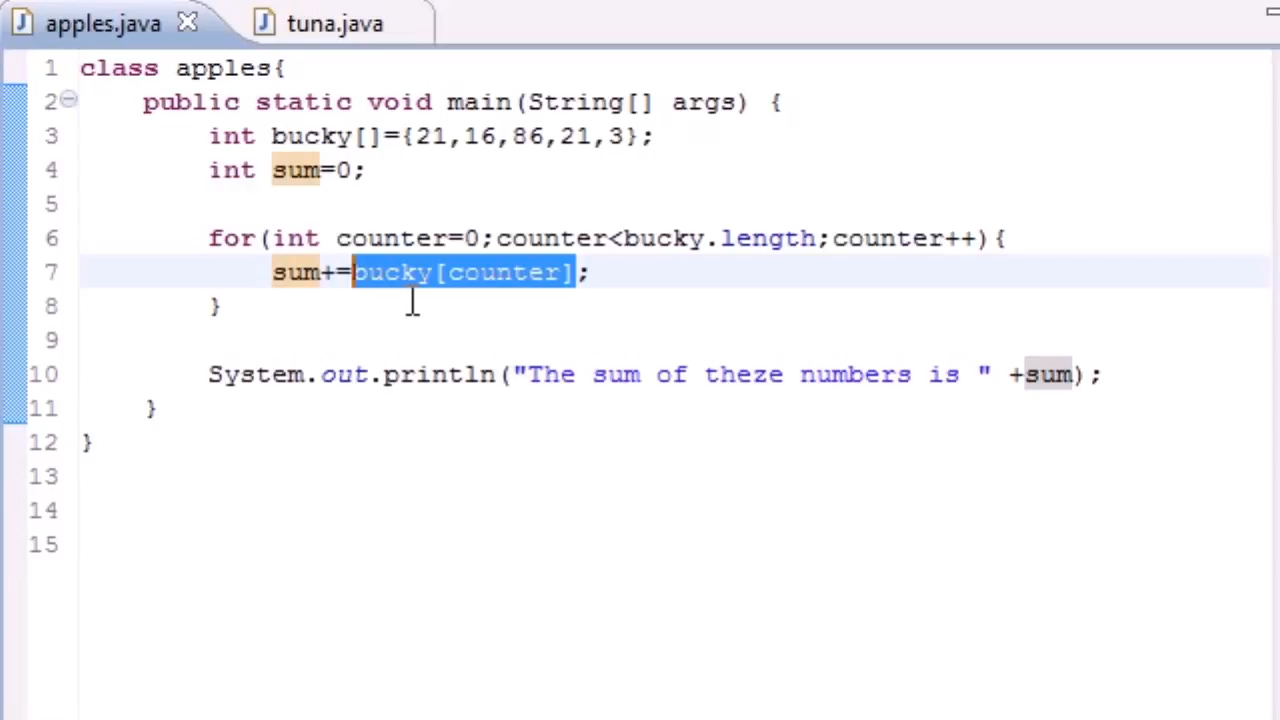 apples.java tuna.java
1 class apples{
2 public static void main(String[] args) {
3 int bucky[]={21,16,86,21,3};
4 int sum=0;
5
6 for(int counter=0;counter<bucky.length;counter++){
7 sum+=bucky[counter];
8 }
9
10 System.out.println("The sum of theze numbers is " +sum);
11 }
12 }
13
14
15